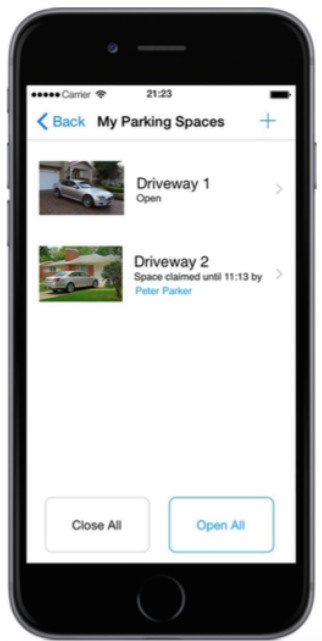 Carrier 21:23
Back My Parking Spaces +
Driveway 1
Open
Driveway 2
Space claimed until 11:13 by
Peter Parker
Close All Open All